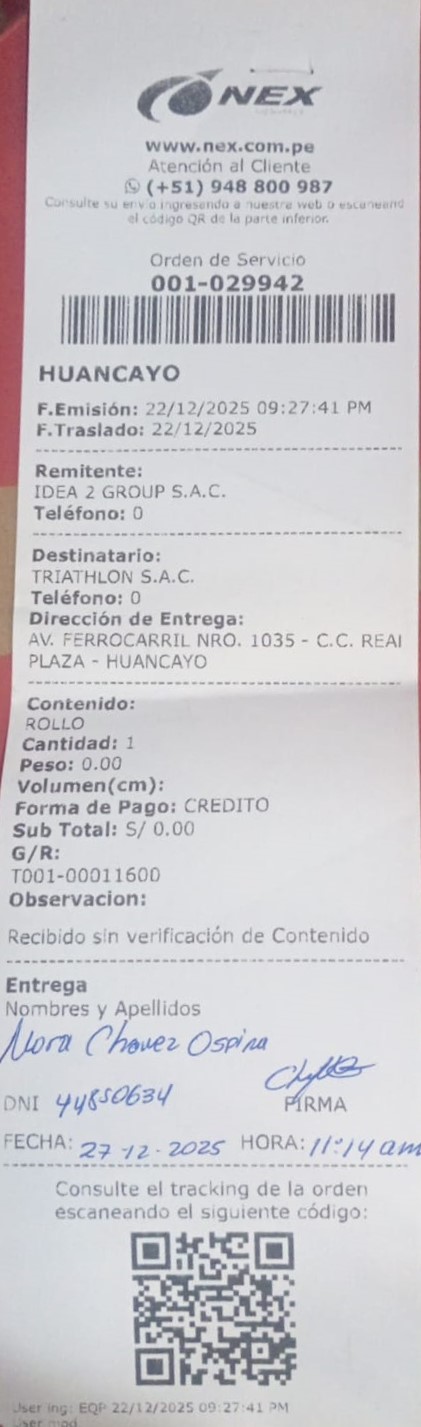 NEX
www.nex.com.pe
Atención al Cliente
(+51) 948 800 987
Consulte su envío ingresando a nuestra web o escaneand
el código QR de la parte inferior.
Orden de Servicio
001-029942
HUANCAYO
F.Emisión: 22/12/2025 09:27:41 PM
F.Traslado: 22/12/2025
Remitente:
IDEA 2 GROUP S.A.C.
Teléfono: 0
Destinatario:
TRIATHLON S.A.C.
Teléfono: 0
Dirección de Entrega:
AV. FERROCARRIL NRO. 1035 - C.C. REAl
PLAZA - HUANCAYO
Contenido:
ROLLO
Cantidad: 1
Peso: 0.00
Volumen(cm):
Forma de Pago: CREDITO
Sub Total: S/ 0.00
G/R:
T001-00011600
Observacion:
Recibido sin verificación de Contenido
Entrega
Nombres y Apellidos
Nora Chavez Ospina
DNI 44850634
FIRMA
FECHA: 27-12-2025 HORA: 11:14 am
Consulte el tracking de la orden
escaneando el siguiente código:
User ing: EQP 22/12/2025 09:27:41 PM
User mod